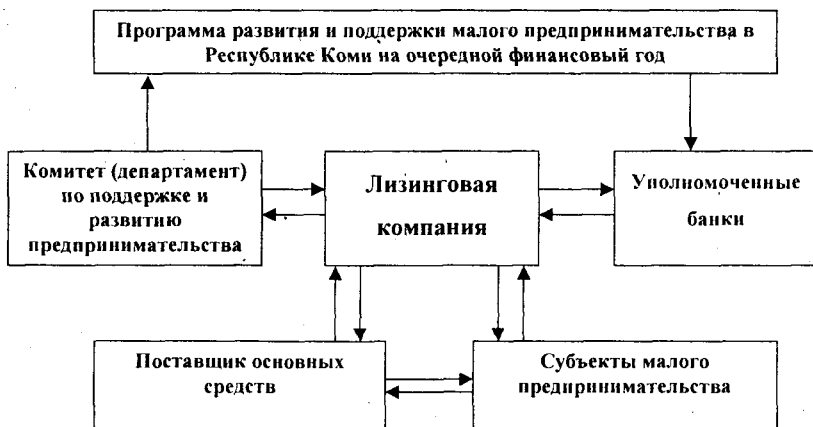 Программа развития и поддержки малого предпринимательства в
Республике Коми на очередной финансовый год
Комитет (департамент)
по поддержке и
развитию
предпринимательства
Лизинговая
компания
Уполномоченные
банки
Поставщик основных
средств
Субъекты малого
предпринимательства